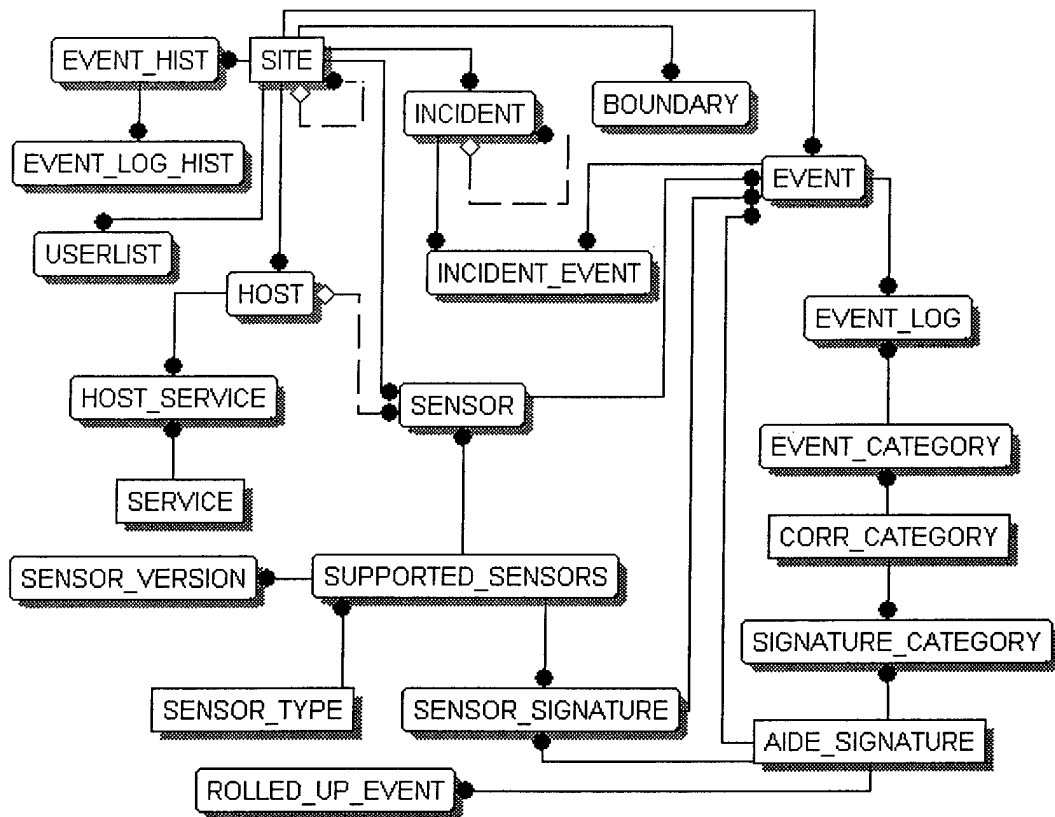 EVENT_HIST
SITE
INCIDENT
BOUNDARY
EVENT_LOG_HIST
EVENT
USERLIST
INCIDENT_EVENT
HOST
EVENT_LOG
HOST_SERVICE
SENSOR
EVENT_CATEGORY
SERVICE
CORR_CATEGORY
SENSOR_VERSION
SUPPORTED_SENSORS
SIGNATURE_CATEGORY
SENSOR_TYPE
SENSOR_SIGNATURE
AIDE_SIGNATURE
ROLLED_UP_EVENT